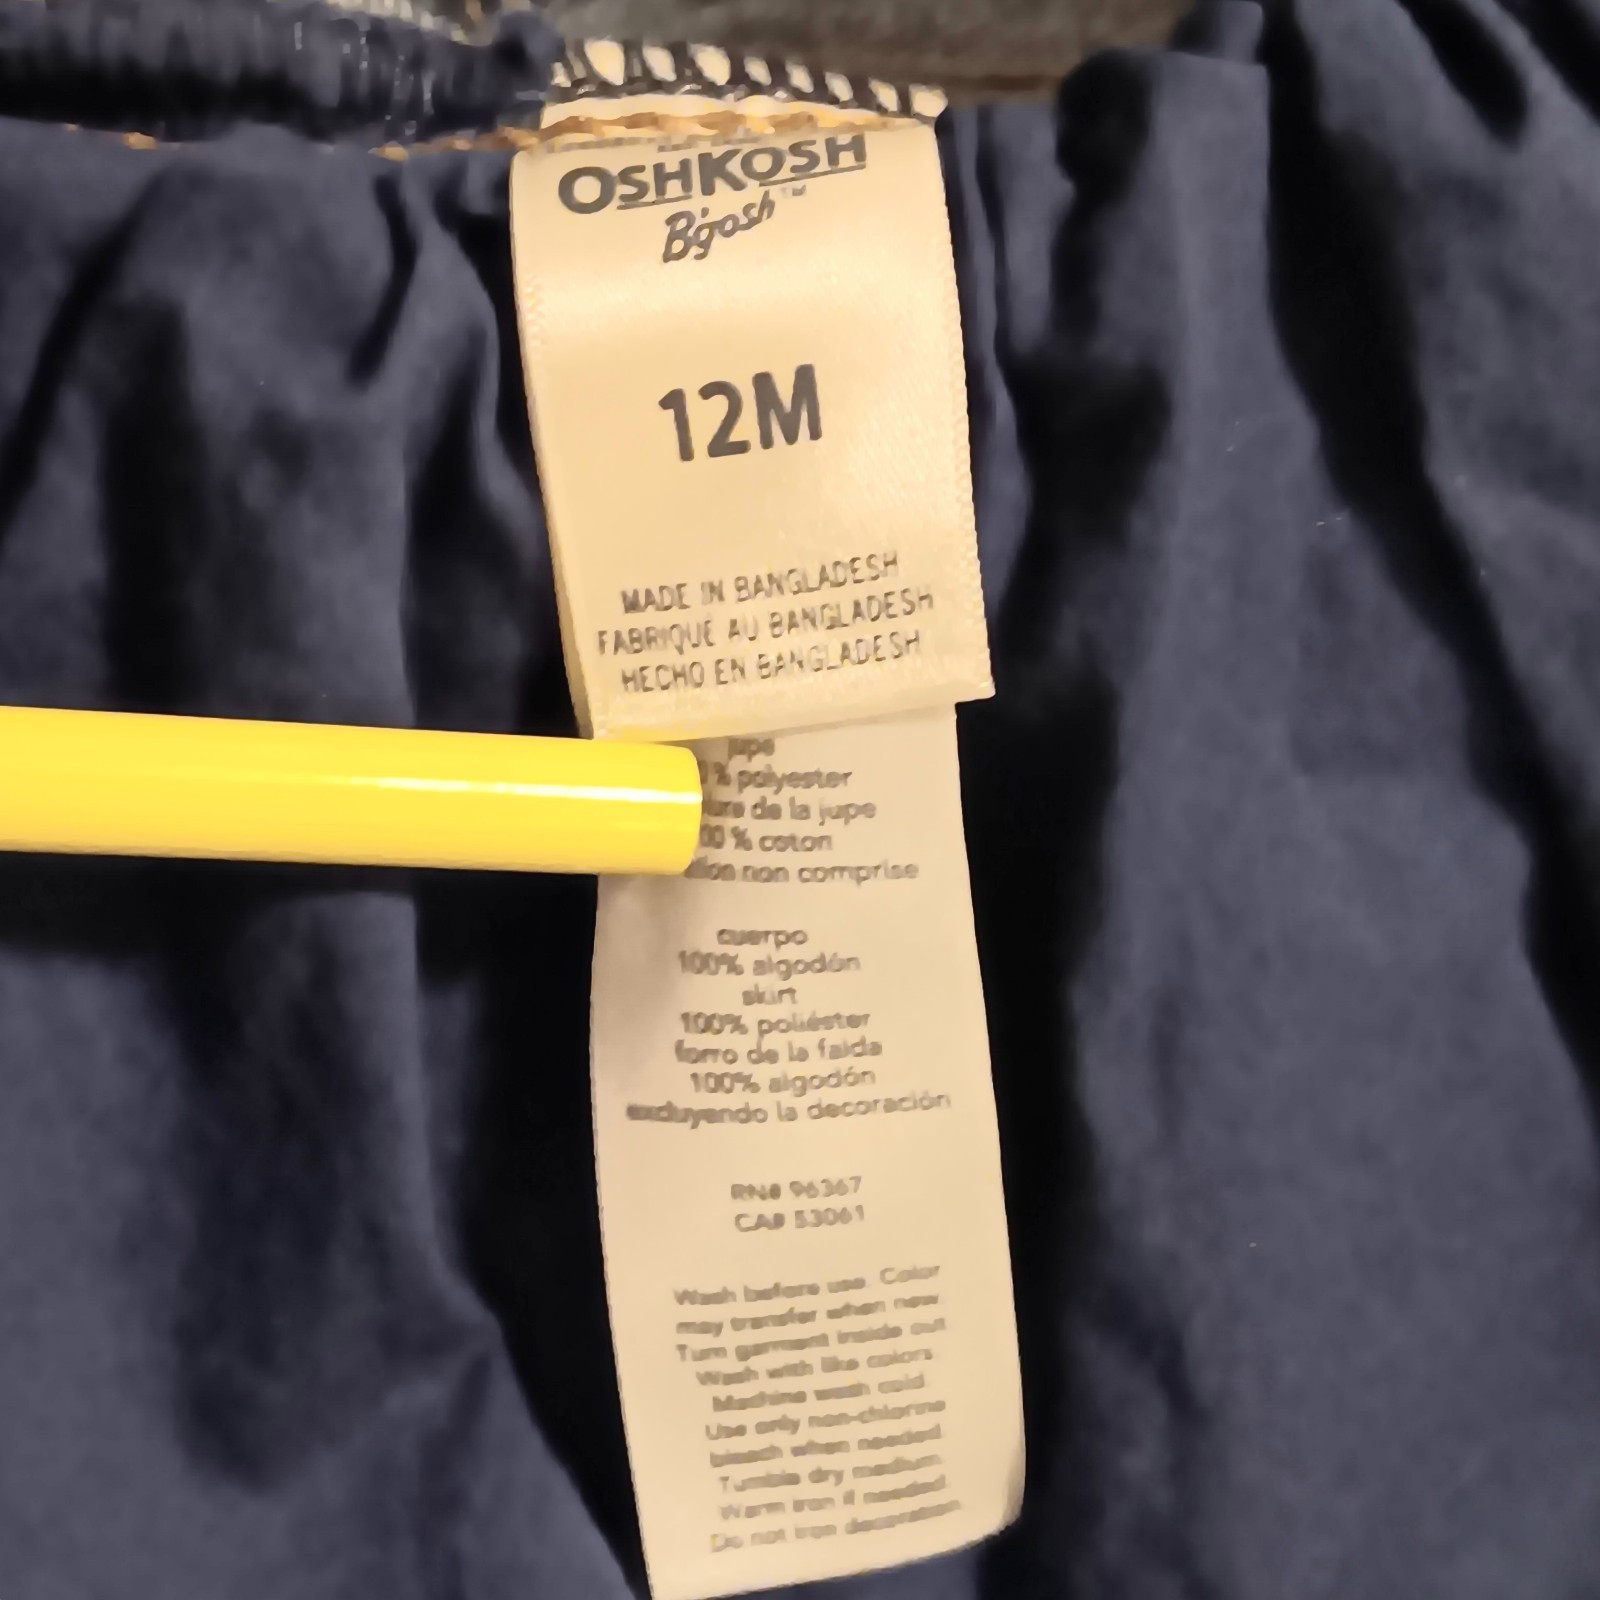 OSHKOSH
B'gosh™
12M
MADE IN BANGLADESH
FABRIQUÉ AU BANGLADESH
HECHO EN BANGLADESH
jupe
% polyester
de la jupe
% coton
non comprise
cuerpo
100% algodón
skirt
100% poliéster
forro de la falda
100% algodón
excluyendo la decoración
RN# 96367
CA# 53061
Wash before use. Color
may transfer when new.
Turn garment inside out
Wash with like colors
Machine wash cold
Use only non-chlorine
bleach when needed
Tumble dry medium
Warm iron if needed
Do not iron decoration